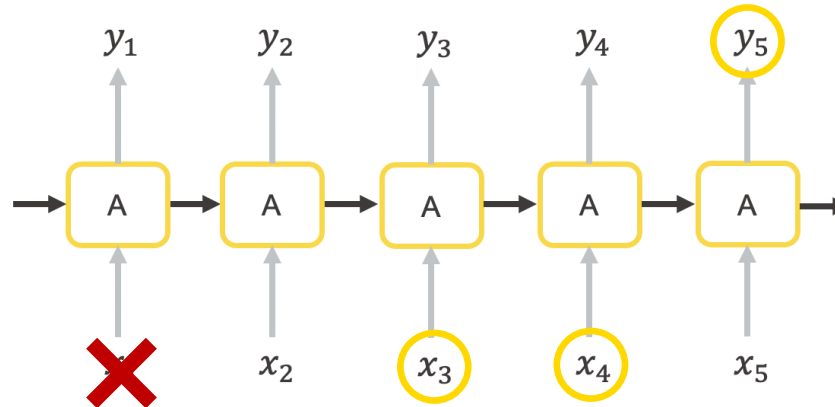 y₁ y₂ y₃ y₄ y₅
A A A A A
x₂ x₃ x₄ x₅